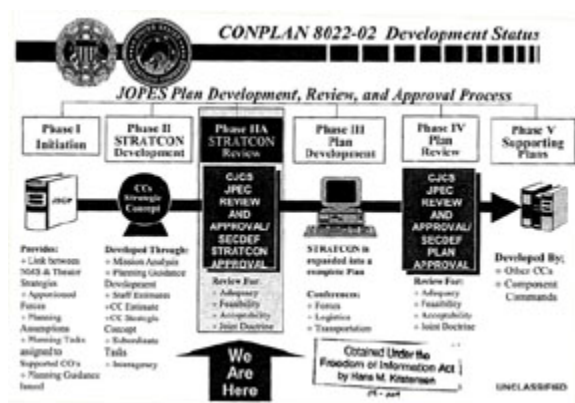 CONPLAN 8022-02 Development Status
JOPES Plan Development, Review, and Approval Process
Phase I
Initiation
Phase II
STRATCON
Development
Phase IIA
STRATCON
Review
Phase III
Plan
Development
Phase IV
Plan
Review
Phase V
Supporting
Plans
JSCP
CCs
Strategic
Concept
CJCS
JPEC
REVIEW
AND
APPROVAL/
SECDEF
STRATCON
APPROVAL
CJCS
JPEC
REVIEW
AND
APPROVAL/
SECDEF
PLAN
APPROVAL
Provides:
+ Link between
NMS & Theater
Strategies
+ Apportioned
Forces
+ Planning
Assumptions
+ Planning Tasks
assigned to
Supported CC's
+ Planning Guidance
Issued
Developed Through:
+ Mission Analysis
+ Planning Guidance
Development
+ Staff Estimates
+CC Estimate
+CC Strategic
Concept
+ Subordinate
Tasks
+ Interagency
Review For:
+ Adequacy
+ Feasibility
+ Acceptability
+ Joint Doctrine
STRATCON is
expanded into a
complete Plan
Conferences:
+ Forces
+ Logistics
+ Transportation
Review For:
+ Adequacy
+ Feasibility
+ Acceptability
+ Joint Doctrine
Developed By:
+ Other CCs
+ Component
Commands
We
Are
Here
Obtained Under the
Freedom of Information Act
by Hans M. Kristensen
UNCLASSIFIED